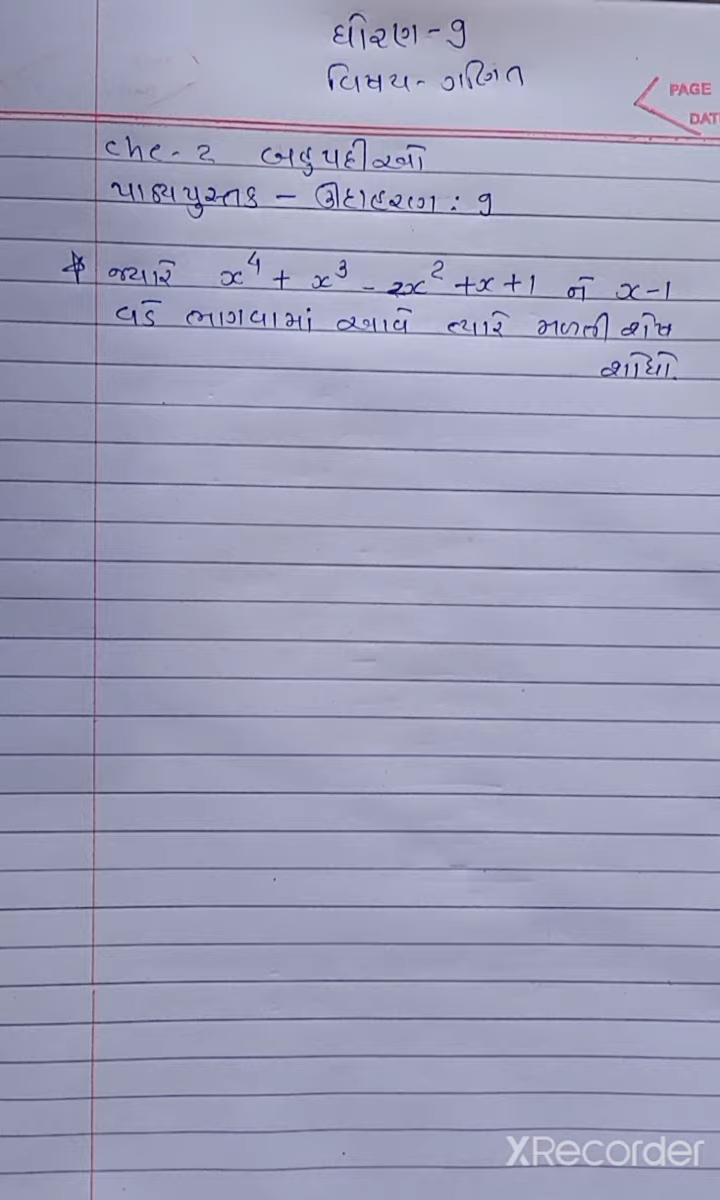 ધોરણ - 9
વિષય - ગણિત
PAGE
DAT
che - 2 બહુપદીઓ
પાઠ્યપુસ્તક - ઊદાહરણ : 9
* જ્યારે x⁴ + x³ - 2x² + x + 1 ને x - 1
વડે ભાગવામાં આવે ત્યારે મળતી શેષ
શોધો.
XRecorder